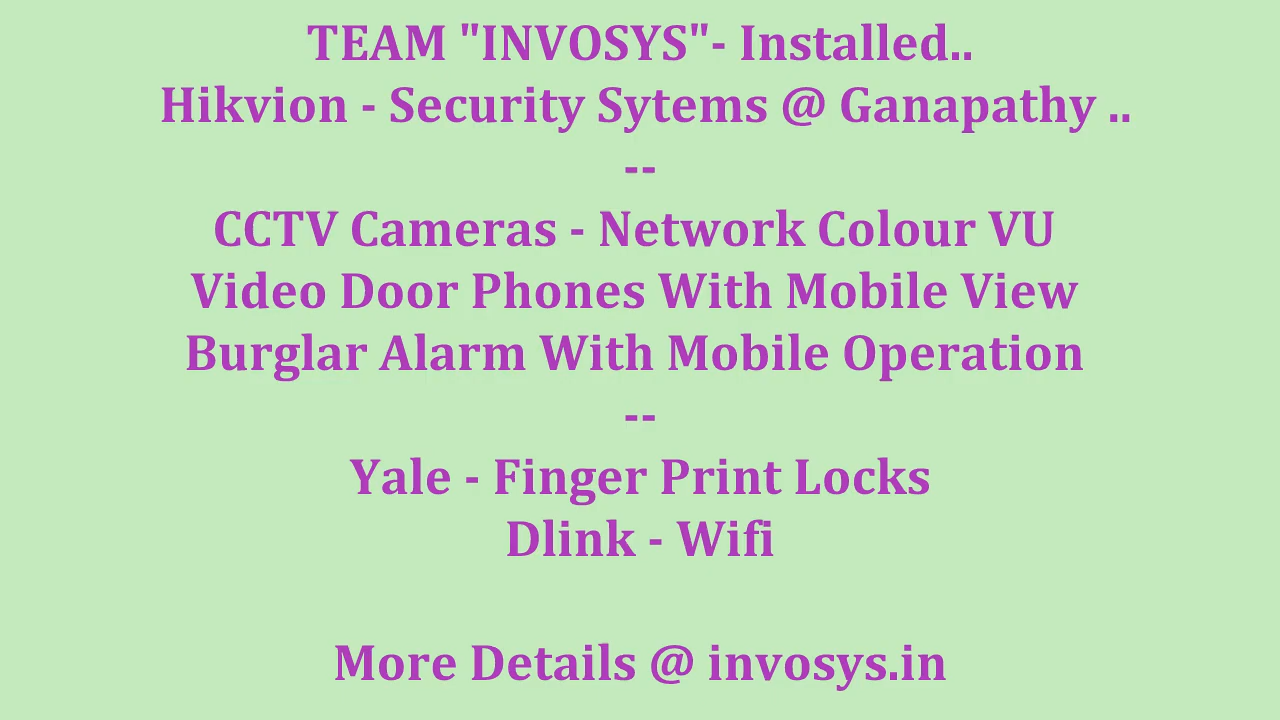 TEAM "INVOSYS"- Installed..
Hikvion - Security Sytems @ Ganapathy ..
--
CCTV Cameras - Network Colour VU
Video Door Phones With Mobile View
Burglar Alarm With Mobile Operation
--
Yale - Finger Print Locks
Dlink - Wifi
More Details @ invosys.in